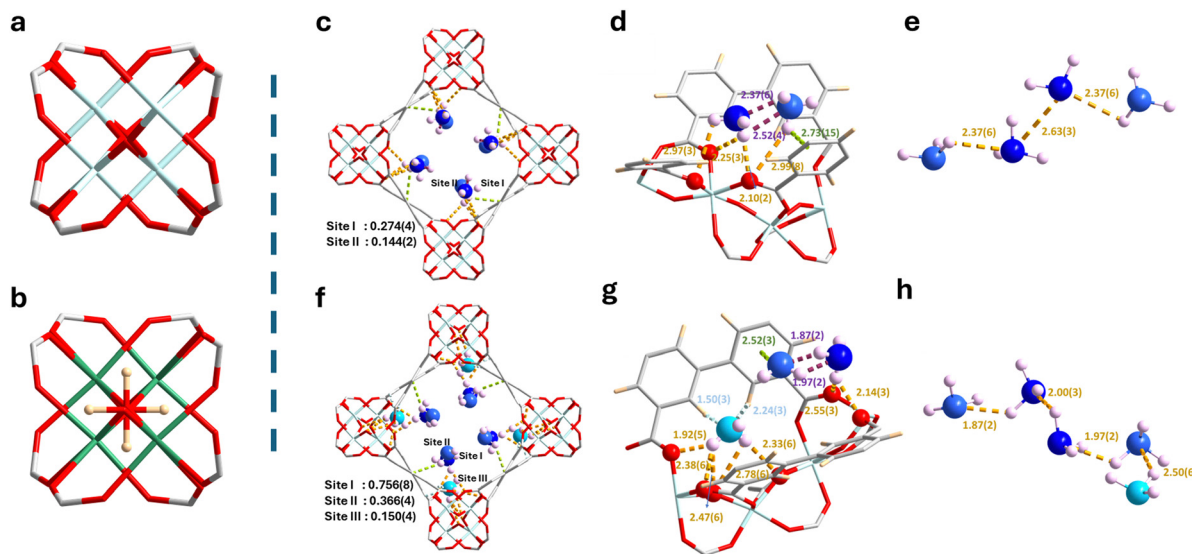 a
c
d
e
2.37(6)
2.52(4)
2.73(15)
2.97(3)
2.25(3)
2.99(8)
2.10(2)
2.37(6)
2.37(6)
2.63(3)
Site II
Site I
Site I : 0.274(4)
Site II : 0.144(2)
b
f
g
h
2.52(3)
1.87(2)
1.97(2)
2.14(3)
1.50(3)
2.24(3)
2.55(3)
1.92(5)
2.33(6)
2.38(6)
2.78(6)
2.47(6)
2.00(3)
1.87(2)
1.97(2)
2.50(6)
Site II
Site I
Site III
Site I : 0.756(8)
Site II : 0.366(4)
Site III : 0.150(4)